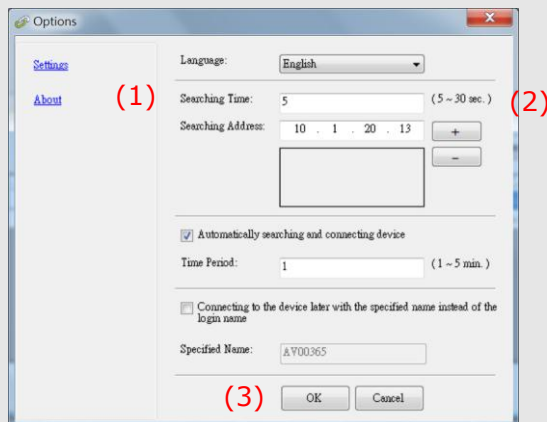 Options
Settings
About
(1)
Language:
English
Searching Time:
5
(5 ~ 30 sec.)
(2)
Searching Address:
10 . 1 . 20 . 13
+
-
Automatically searching and connecting device
Time Period:
1
(1 ~ 5 min.)
Connecting to the device later with the specified name instead of the
login name
Specified Name:
AV00365
(3)
OK
Cancel